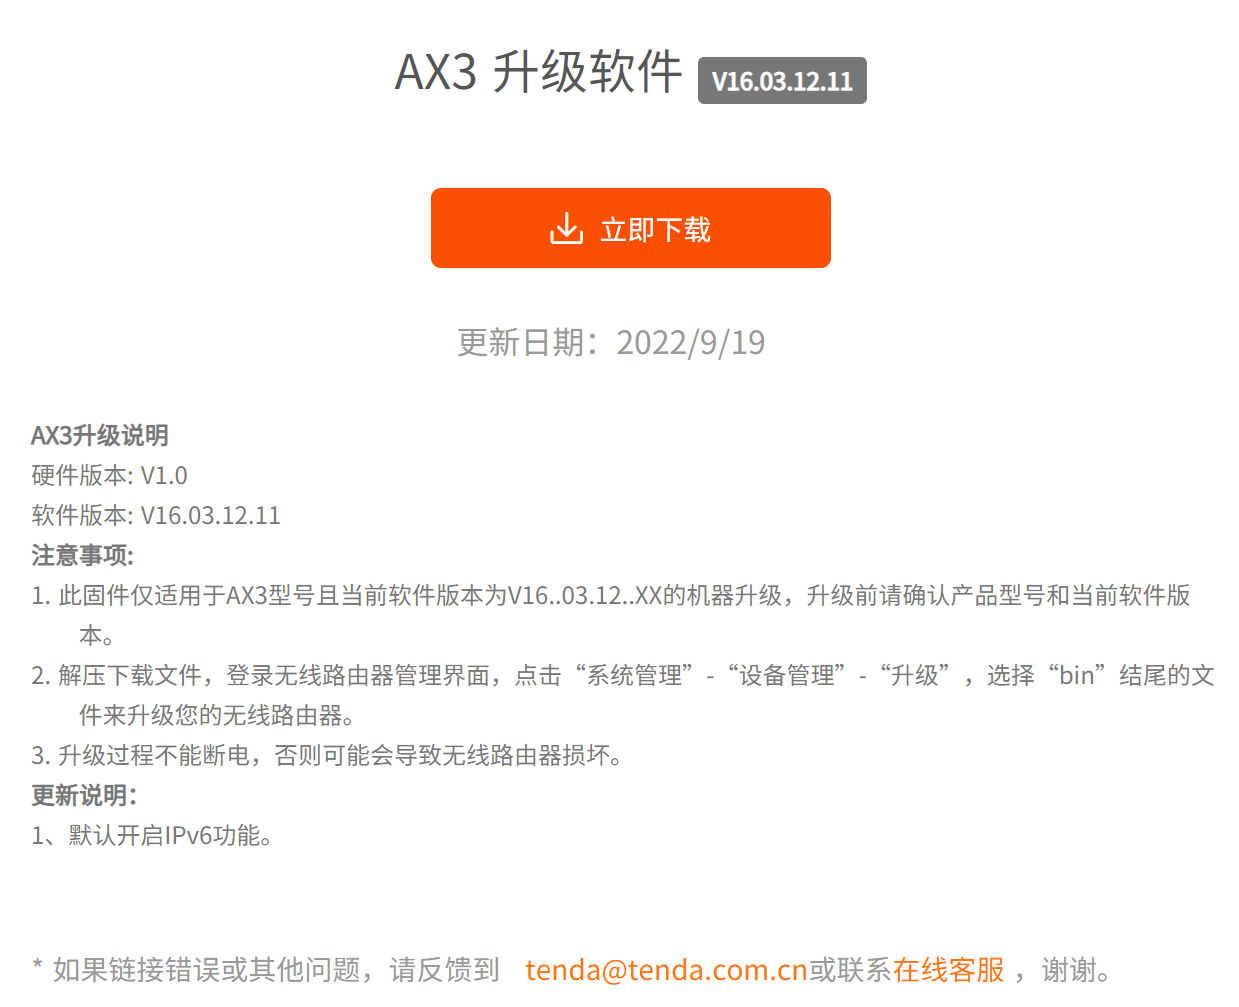 AX3 升级软件 V16.03.12.11
立即下载
更新日期：2022/9/19
AX3升级说明
硬件版本: V1.0
软件版本: V16.03.12.11
注意事项:
1. 此固件仅适用于AX3型号且当前软件版本为V16..03.12..XX的机器升级，升级前请确认产品型号和当前软件版
本。
2. 解压下载文件，登录无线路由器管理界面，点击“系统管理”-“设备管理”-“升级”，选择“bin”结尾的文
件来升级您的无线路由器。
3. 升级过程不能断电，否则可能会导致无线路由器损坏。
更新说明：
1、默认开启IPv6功能。
* 如果链接错误或其他问题，请反馈到 tenda@tenda.com.cn或联系在线客服 ，谢谢。